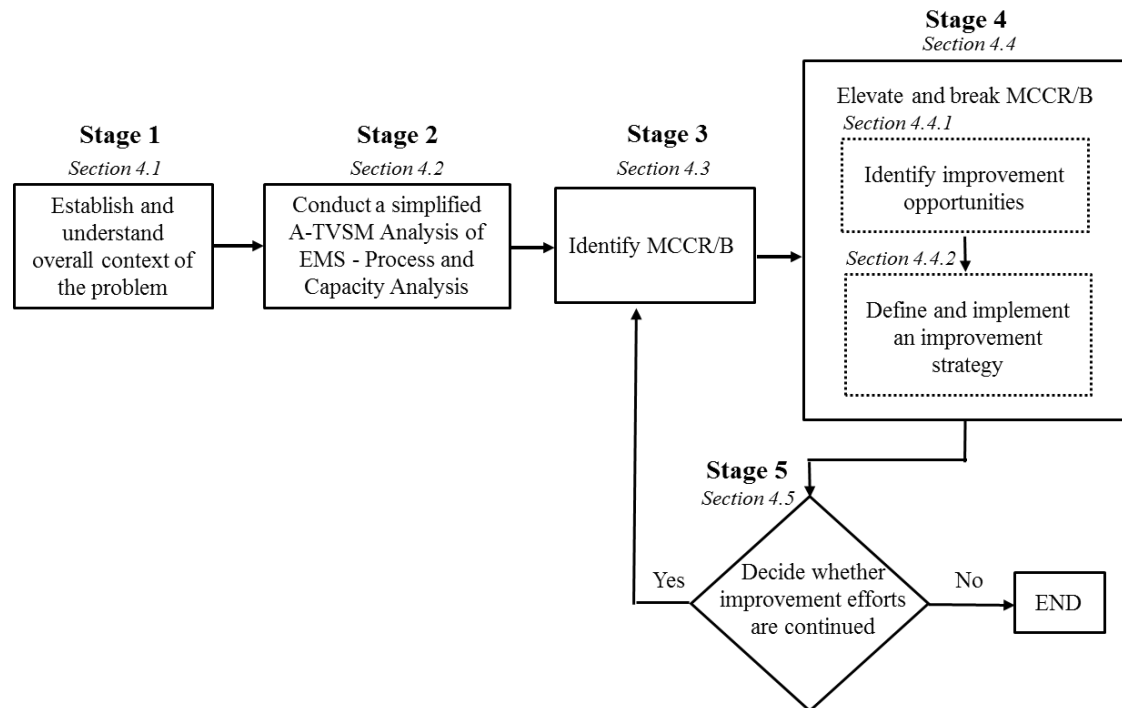 Stage 1
Section 4.1
Establish and
understand
overall context of
the problem
Stage 2
Section 4.2
Conduct a simplified
A-TVSM Analysis of
EMS - Process and
Capacity Analysis
Stage 3
Section 4.3
Identify MCCR/B
Stage 4
Section 4.4
Elevate and break MCCR/B
Section 4.4.1
Identify improvement
opportunities
Section 4.4.2
Define and implement
an improvement
strategy
Stage 5
Section 4.5
Decide whether
improvement efforts
are continued
Yes
No
END